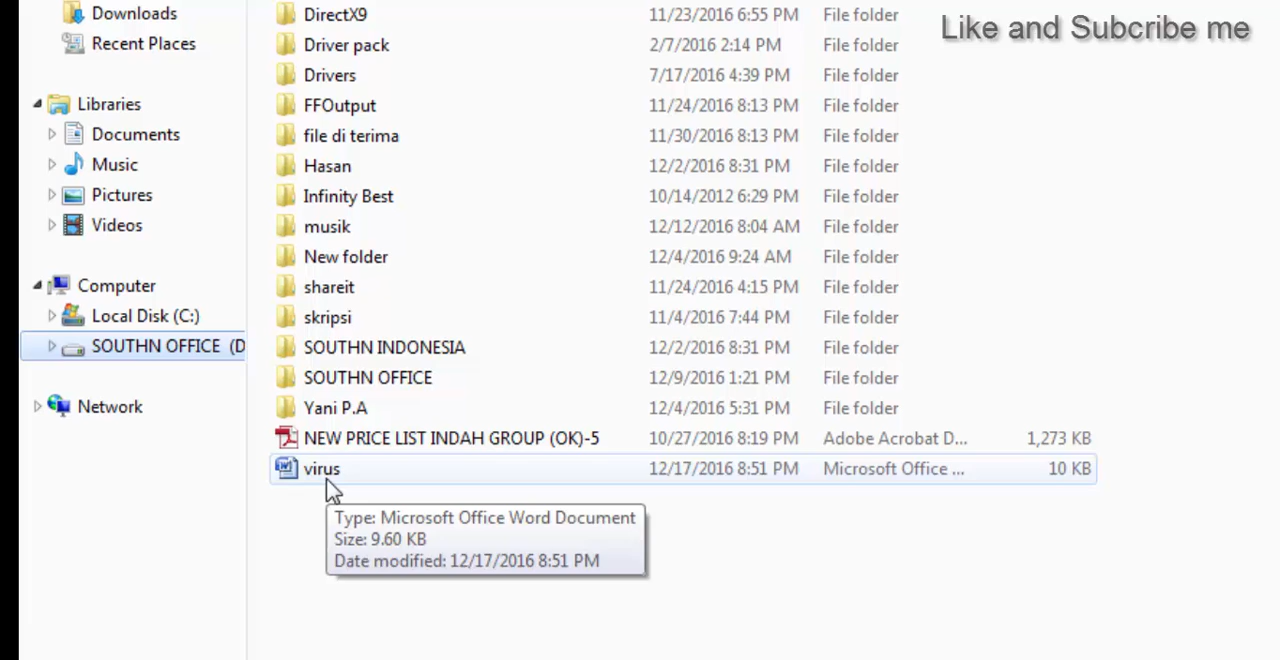 Like and Subcribe me
Downloads
Recent Places
Libraries
Documents
Music
Pictures
Videos
Computer
Local Disk (C:)
SOUTHN OFFICE (D
Network
DirectX9 11/23/2016 6:55 PM File folder
Driver pack 2/7/2016 2:14 PM File folder
Drivers 7/17/2016 4:39 PM File folder
FFOutput 11/24/2016 8:13 PM File folder
file di terima 11/30/2016 8:13 PM File folder
Hasan 12/2/2016 8:31 PM File folder
Infinity Best 10/14/2012 6:29 PM File folder
musik 12/12/2016 8:04 AM File folder
New folder 12/4/2016 9:24 AM File folder
shareit 11/24/2016 4:15 PM File folder
skripsi 11/4/2016 7:44 PM File folder
SOUTHN INDONESIA 12/2/2016 8:31 PM File folder
SOUTHN OFFICE 12/9/2016 1:21 PM File folder
Yani P.A 12/4/2016 5:31 PM File folder
NEW PRICE LIST INDAH GROUP (OK)-5 10/27/2016 8:19 PM Adobe Acrobat D... 1,273 KB
virus 12/17/2016 8:51 PM Microsoft Office ... 10 KB
Type: Microsoft Office Word Document
Size: 9.60 KB
Date modified: 12/17/2016 8:51 PM